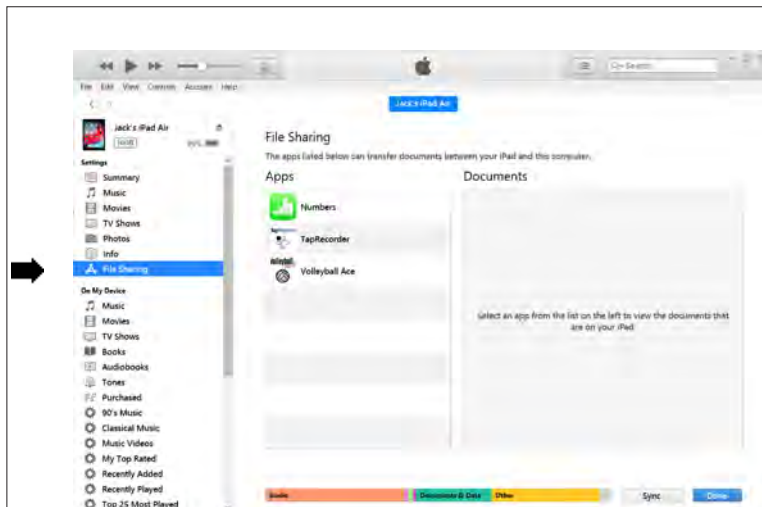 Search
File Edit View Controls Account Help
Jack's iPad Air
Jack's iPad Air
99%
Settings
Summary
Music
Movies
TV Shows
Photos
Info
File Sharing
On My Device
Music
Movies
TV Shows
Books
Audiobooks
Tones
Purchased
90's Music
Classical Music
Music Videos
My Top Rated
Recently Added
Recently Played
Top 25 Most Played
File Sharing
The apps listed below can transfer documents between your iPad and this computer.
Apps
Numbers
TapRecorder
Volleyball Ace
Documents
Select an app from the list on the left to view the documents that
are on your iPad
Audio
Documents & Data
Other
Sync
Done